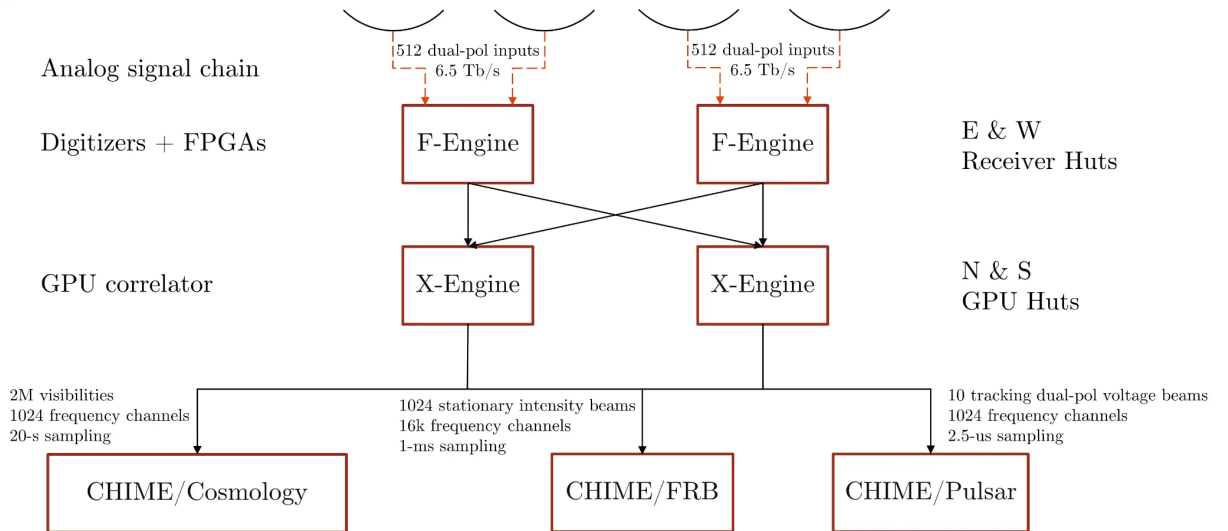 512 dual-pol inputs
6.5 Tb/s
512 dual-pol inputs
6.5 Tb/s
Analog signal chain
Digitizers + FPGAs
F-Engine
F-Engine
E & W
Receiver Huts
GPU correlator
X-Engine
X-Engine
N & S
GPU Huts
2M visibilities
1024 frequency channels
20-s sampling
1024 stationary intensity beams
16k frequency channels
1-ms sampling
10 tracking dual-pol voltage beams
1024 frequency channels
2.5-us sampling
CHIME/Cosmology
CHIME/FRB
CHIME/Pulsar